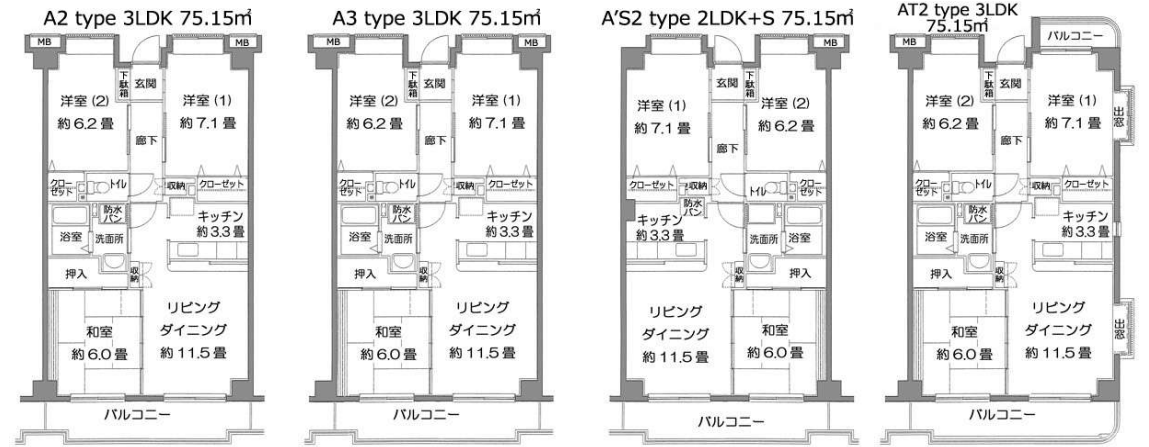 A2 type 3LDK 75.15㎡
MB
MB
下駄箱
玄関
洋室(2)
約6.2 畳
洋室(1)
約7.1 畳
廊下
クローゼット
トイレ
収納
クローゼット
防水パン
キッチン
約3.3 畳
浴室
洗面所
押入
収納
リビング
ダイニング
約11.5 畳
和室
約6.0 畳
バルコニー
A3 type 3LDK 75.15㎡
MB
MB
下駄箱
玄関
洋室(2)
約6.2 畳
洋室(1)
約7.1 畳
廊下
クローゼット
トイレ
収納
クローゼット
防水パン
キッチン
約3.3 畳
浴室
洗面所
押入
収納
リビング
ダイニング
約11.5 畳
和室
約6.0 畳
バルコニー
A'S2 type 2LDK+S 75.15㎡
MB
下駄箱
玄関
洋室(1)
約7.1 畳
洋室(2)
約6.2 畳
廊下
クローゼット
収納
トイレ
クローゼット
防水パン
キッチン
約3.3 畳
洗面所
浴室
収納
押入
リビング
ダイニング
約11.5 畳
和室
約6.0 畳
バルコニー
AT2 type 3LDK
75.15㎡
バルコニー
MB
下駄箱
玄関
洋室(2)
約6.2 畳
洋室(1)
約7.1 畳
出窓
廊下
クローゼット
トイレ
収納
クローゼット
防水パン
キッチン
約3.3 畳
浴室
洗面所
押入
収納
リビング
ダイニング
約11.5 畳
出窓
和室
約6.0 畳
バルコニー